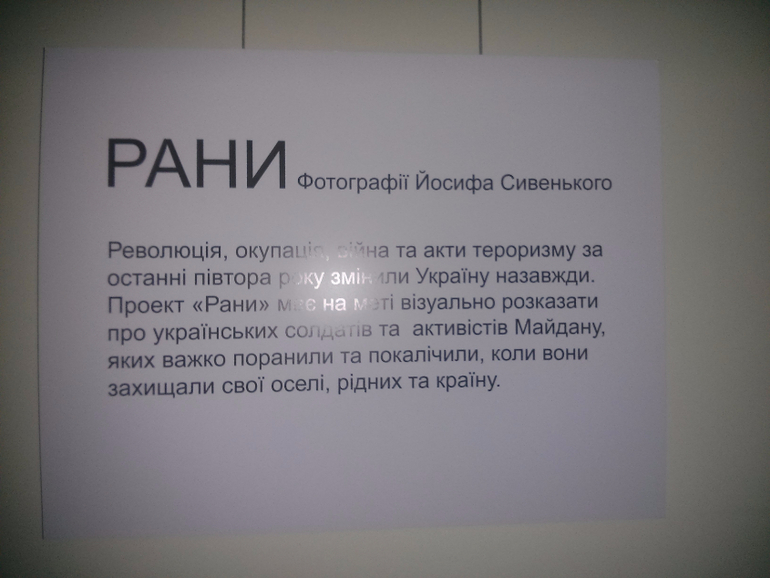 РАНИ Фотографії Йосифа Сивенького
Революція, окупація, війна та акти тероризму за
останні півтора року змінили Україну назавжди.
Проект «Рани» має на меті візуально розказати
про українських солдатів та активістів Майдану,
яких важко поранили та покалічили, коли вони
захищали свої оселі, рідних та країну.